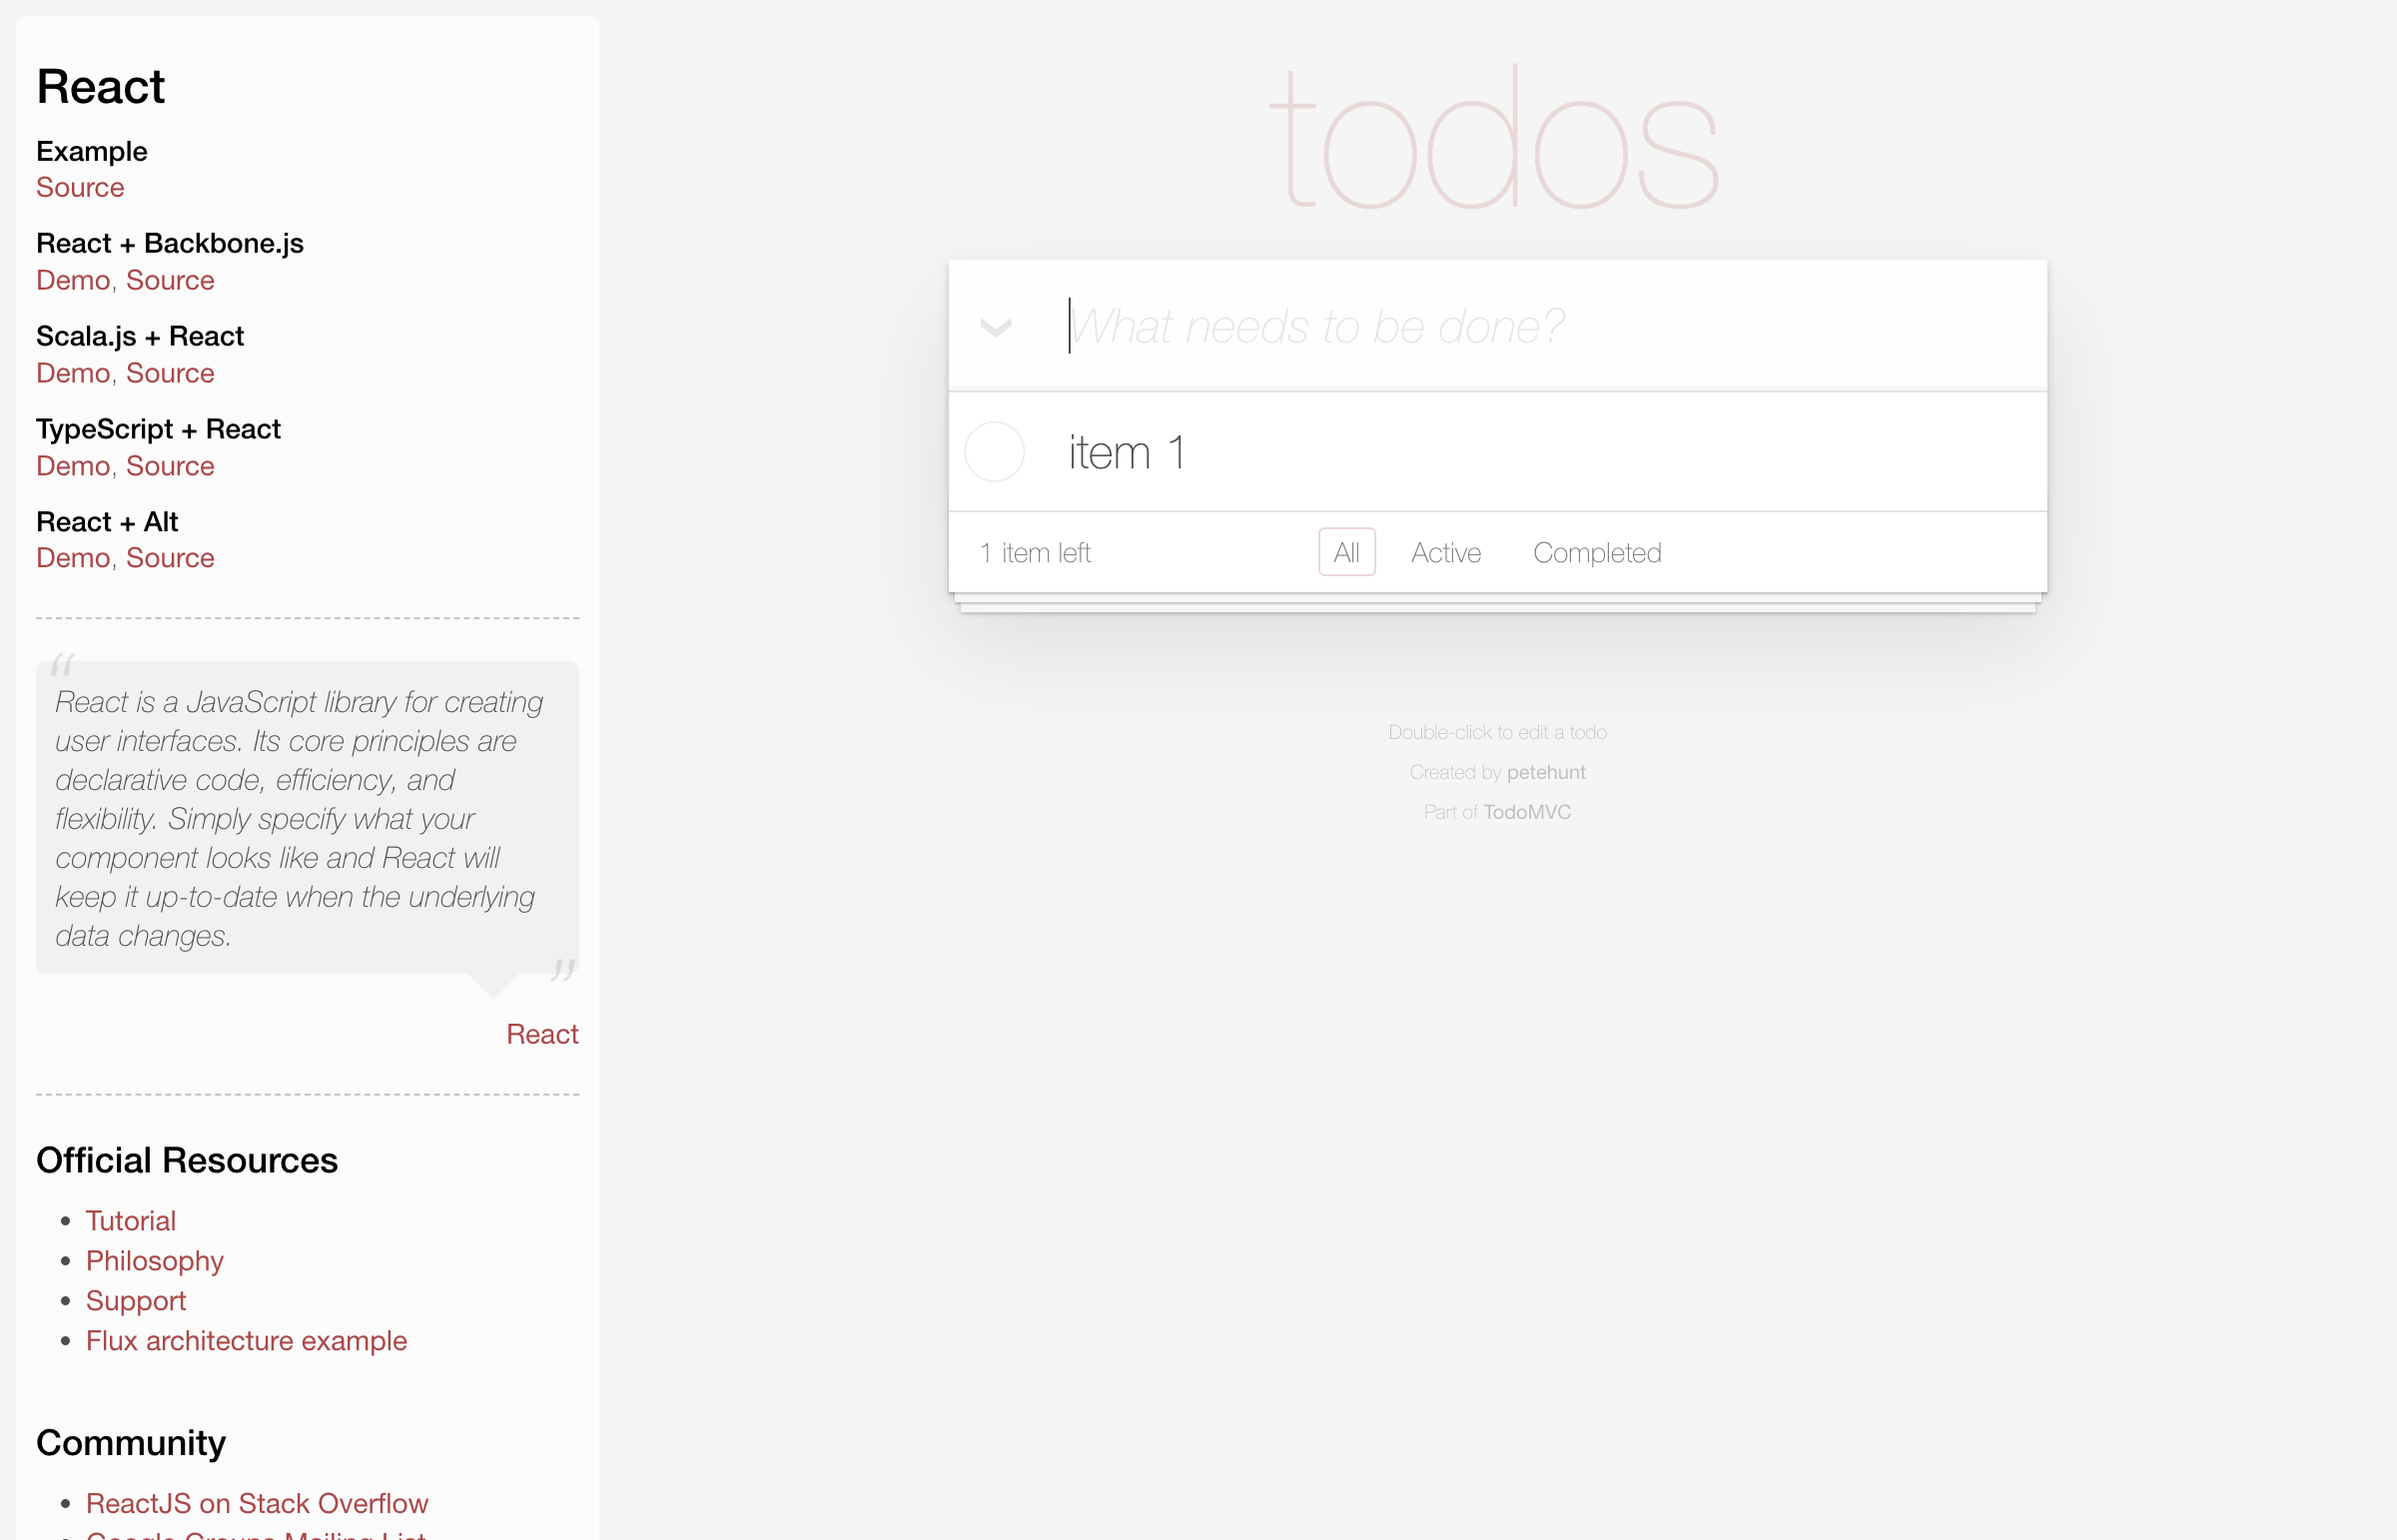 React
Example
Source
React + Backbone.js
Demo, Source
Scala.js + React
Demo, Source
TypeScript + React
Demo, Source
React + Alt
Demo, Source
“
React is a JavaScript library for creating
user interfaces. Its core principles are
declarative code, efficiency, and
flexibility. Simply specify what your
component looks like and React will
keep it up-to-date when the underlying
data changes.
”
React
Official Resources
• Tutorial
• Philosophy
• Support
• Flux architecture example
Community
• ReactJS on Stack Overflow
• Google Groups Mailing List
todos
What needs to be done?
item 1
1 item left All Active Completed
Double-click to edit a todo
Created by petehunt
Part of TodoMVC